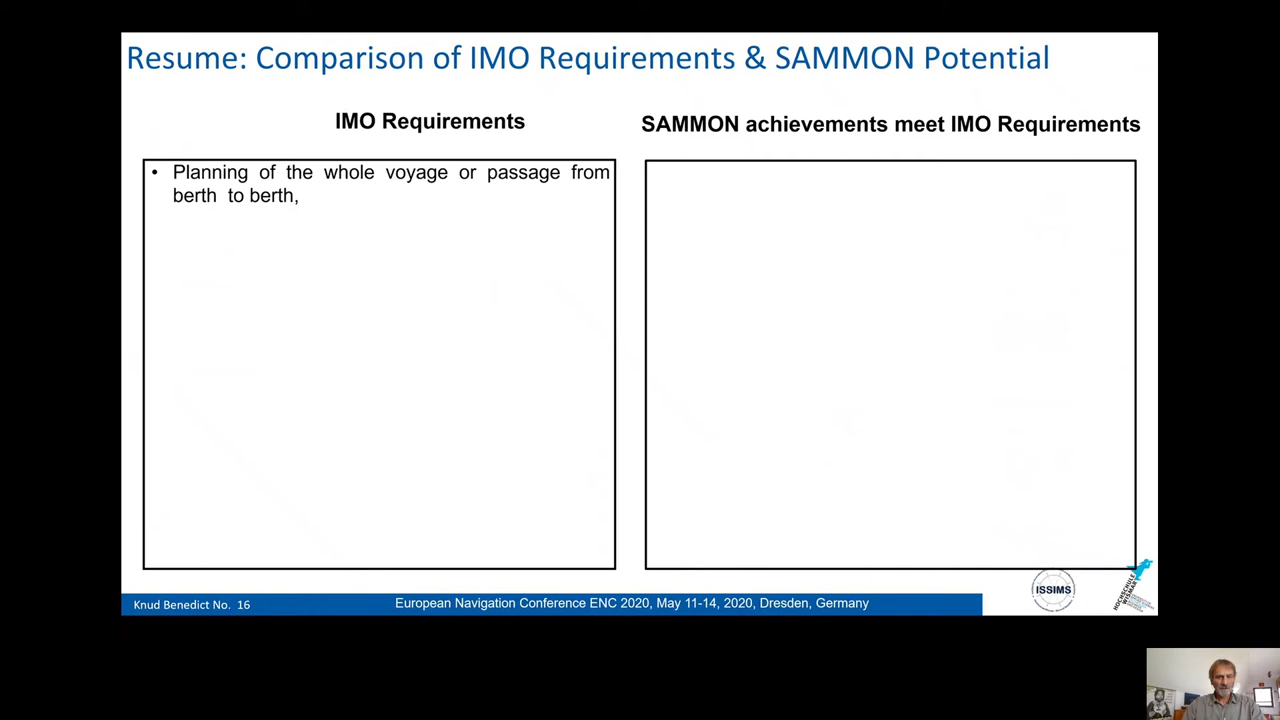 Resume: Comparison of IMO Requirements & SAMMON Potential
IMO Requirements
SAMMON achievements meet IMO Requirements
• Planning of the whole voyage or passage from
berth to berth,
Knud Benedict No. 16
European Navigation Conference ENC 2020, May 11-14, 2020, Dresden, Germany
ISSIMS
HOCHSCHULE
WISMAR